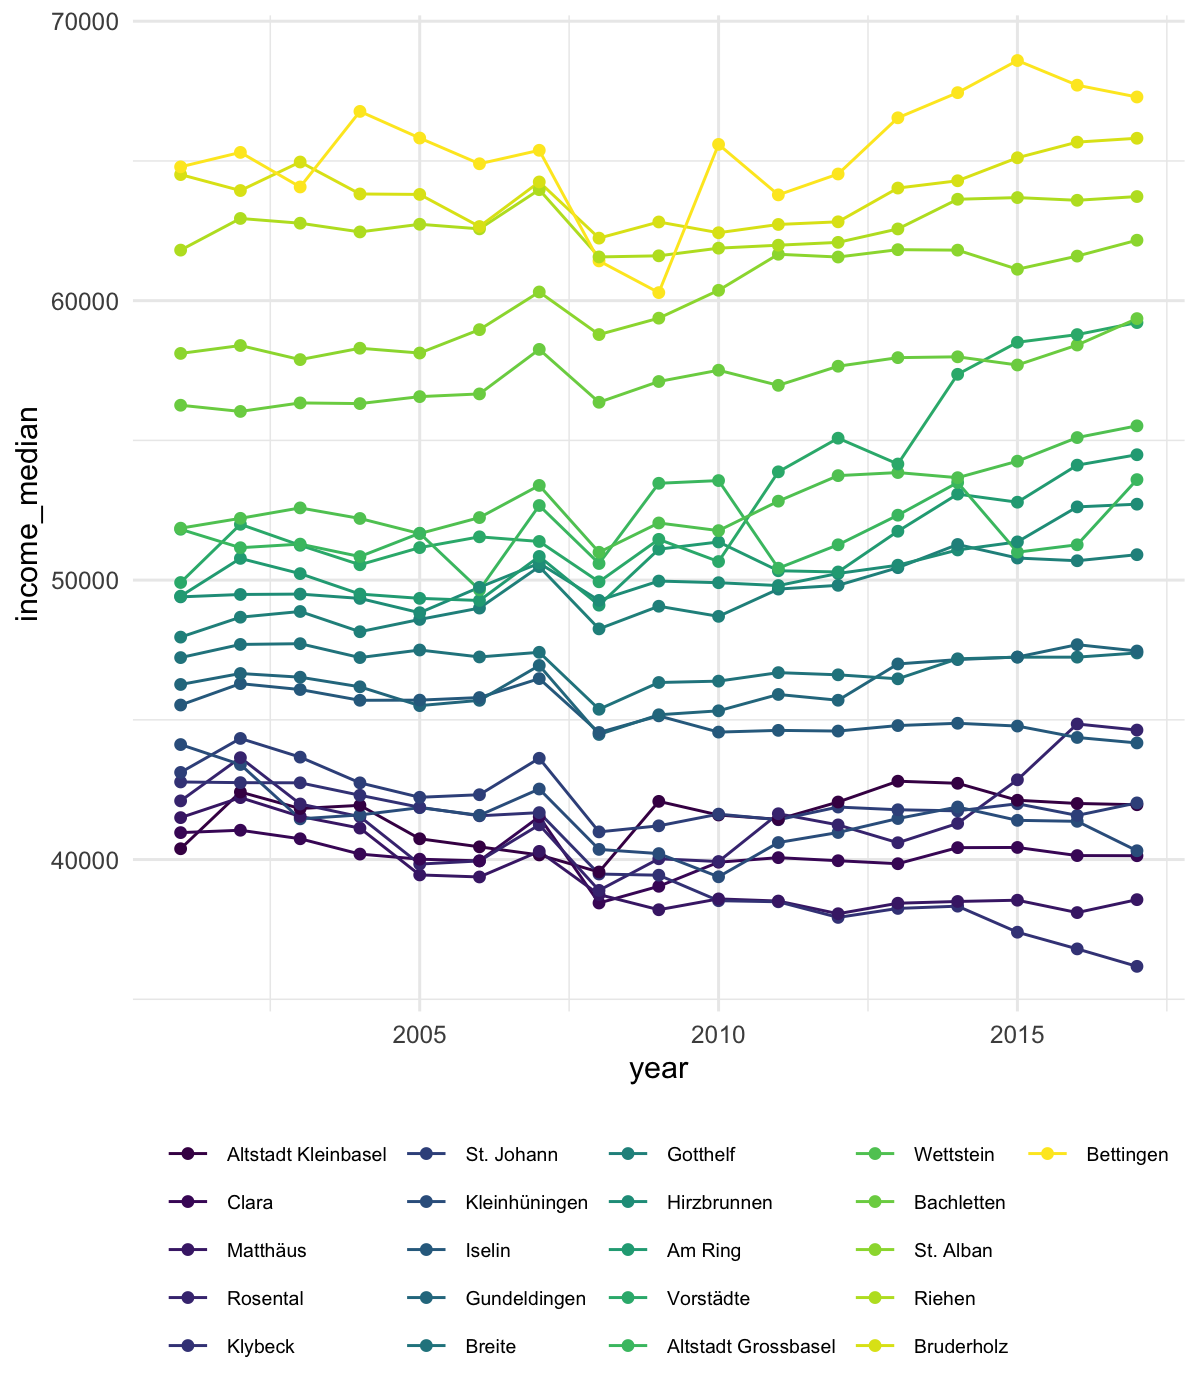 70000
60000
50000
40000
income_median
2005 2010 2015
year
Altstadt Kleinbasel St. Johann Gotthelf Wettstein Bettingen
Clara Kleinhüningen Hirzbrunnen Bachletten
Matthäus Iselin Am Ring St. Alban
Rosental Gundeldingen Vorstädte Riehen
Klybeck Breite Altstadt Grossbasel Bruderholz